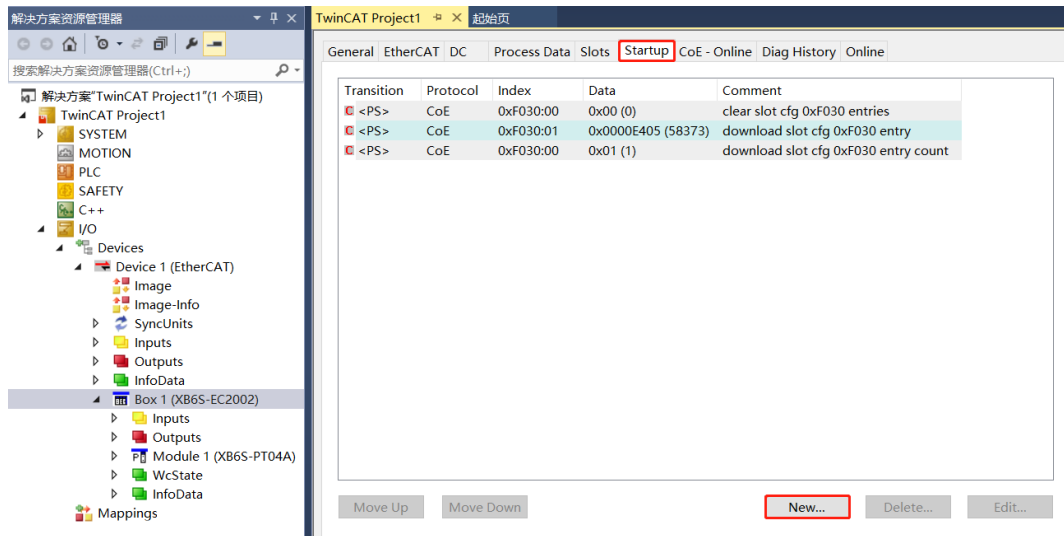 解决方案资源管理器
搜索解决方案资源管理器(Ctrl+;)
解决方案"TwinCAT Project1"(1 个项目)
TwinCAT Project1
SYSTEM
MOTION
PLC
SAFETY
C++
I/O
Devices
Device 1 (EtherCAT)
Image
Image-Info
SyncUnits
Inputs
Outputs
InfoData
Box 1 (XB6S-EC2002)
Inputs
Outputs
Module 1 (XB6S-PT04A)
WcState
InfoData
Mappings
TwinCAT Project1 起始页
General EtherCAT DC Process Data Slots Startup CoE - Online Diag History Online
Transition Protocol Index Data Comment
C <PS> CoE 0xF030:00 0x00 (0) clear slot cfg 0xF030 entries
C <PS> CoE 0xF030:01 0x0000E405 (58373) download slot cfg 0xF030 entry
C <PS> CoE 0xF030:00 0x01 (1) download slot cfg 0xF030 entry count
Move Up Move Down New... Delete... Edit...